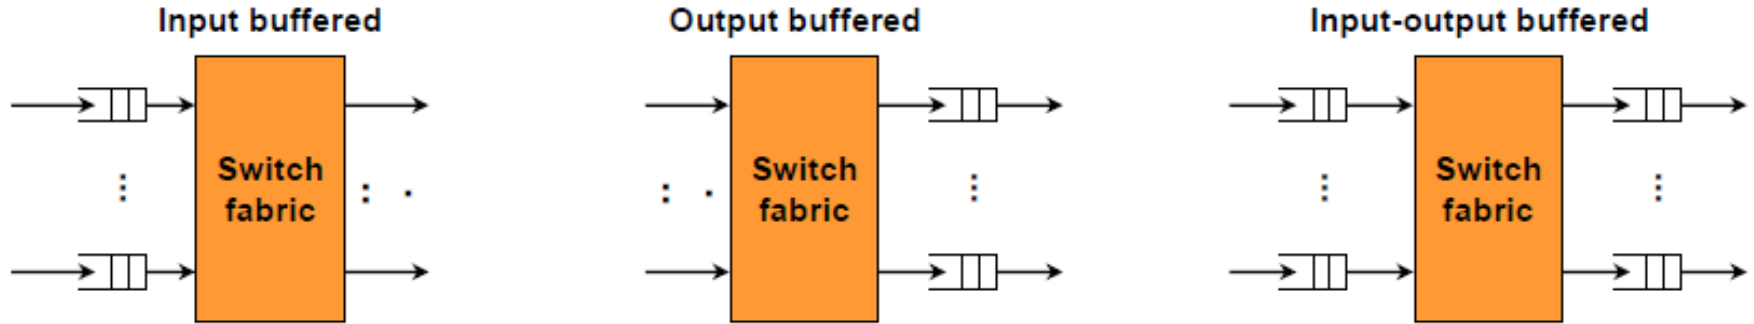 Input buffered
Output buffered
Input-output buffered
Switch
fabric
Switch
fabric
Switch
fabric